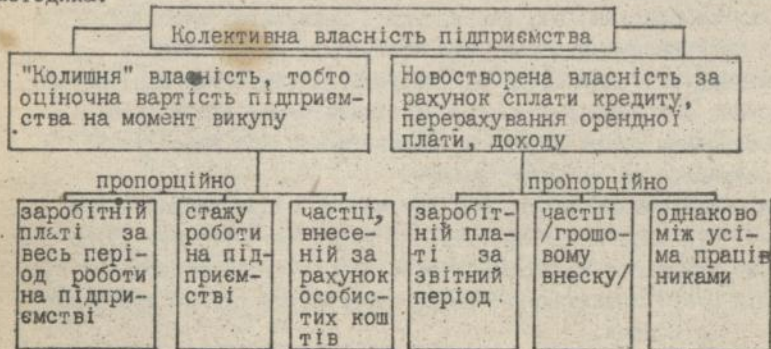 Колективна власність підприємства
"Колишня" власність, тобто
оціночна вартість підприєм-
ства на момент викупу
Новостворена власність за
рахунок сплати кредиту,
перерахування орендної
плати, доходу
пропорційно
пропорційно
заробітній
платі за
весь пері-
од роботи
на підпри-
ємстві
стажу
роботи
на під-
приєм-
стві
частці,
внесе-
ній за
рахунок
особис-
тих кош
тів
заробіт-
ній пла-
ті за
звітний
період
частці
/грошо-
вому
внеску/
однаково
між усі-
ма праців
никами